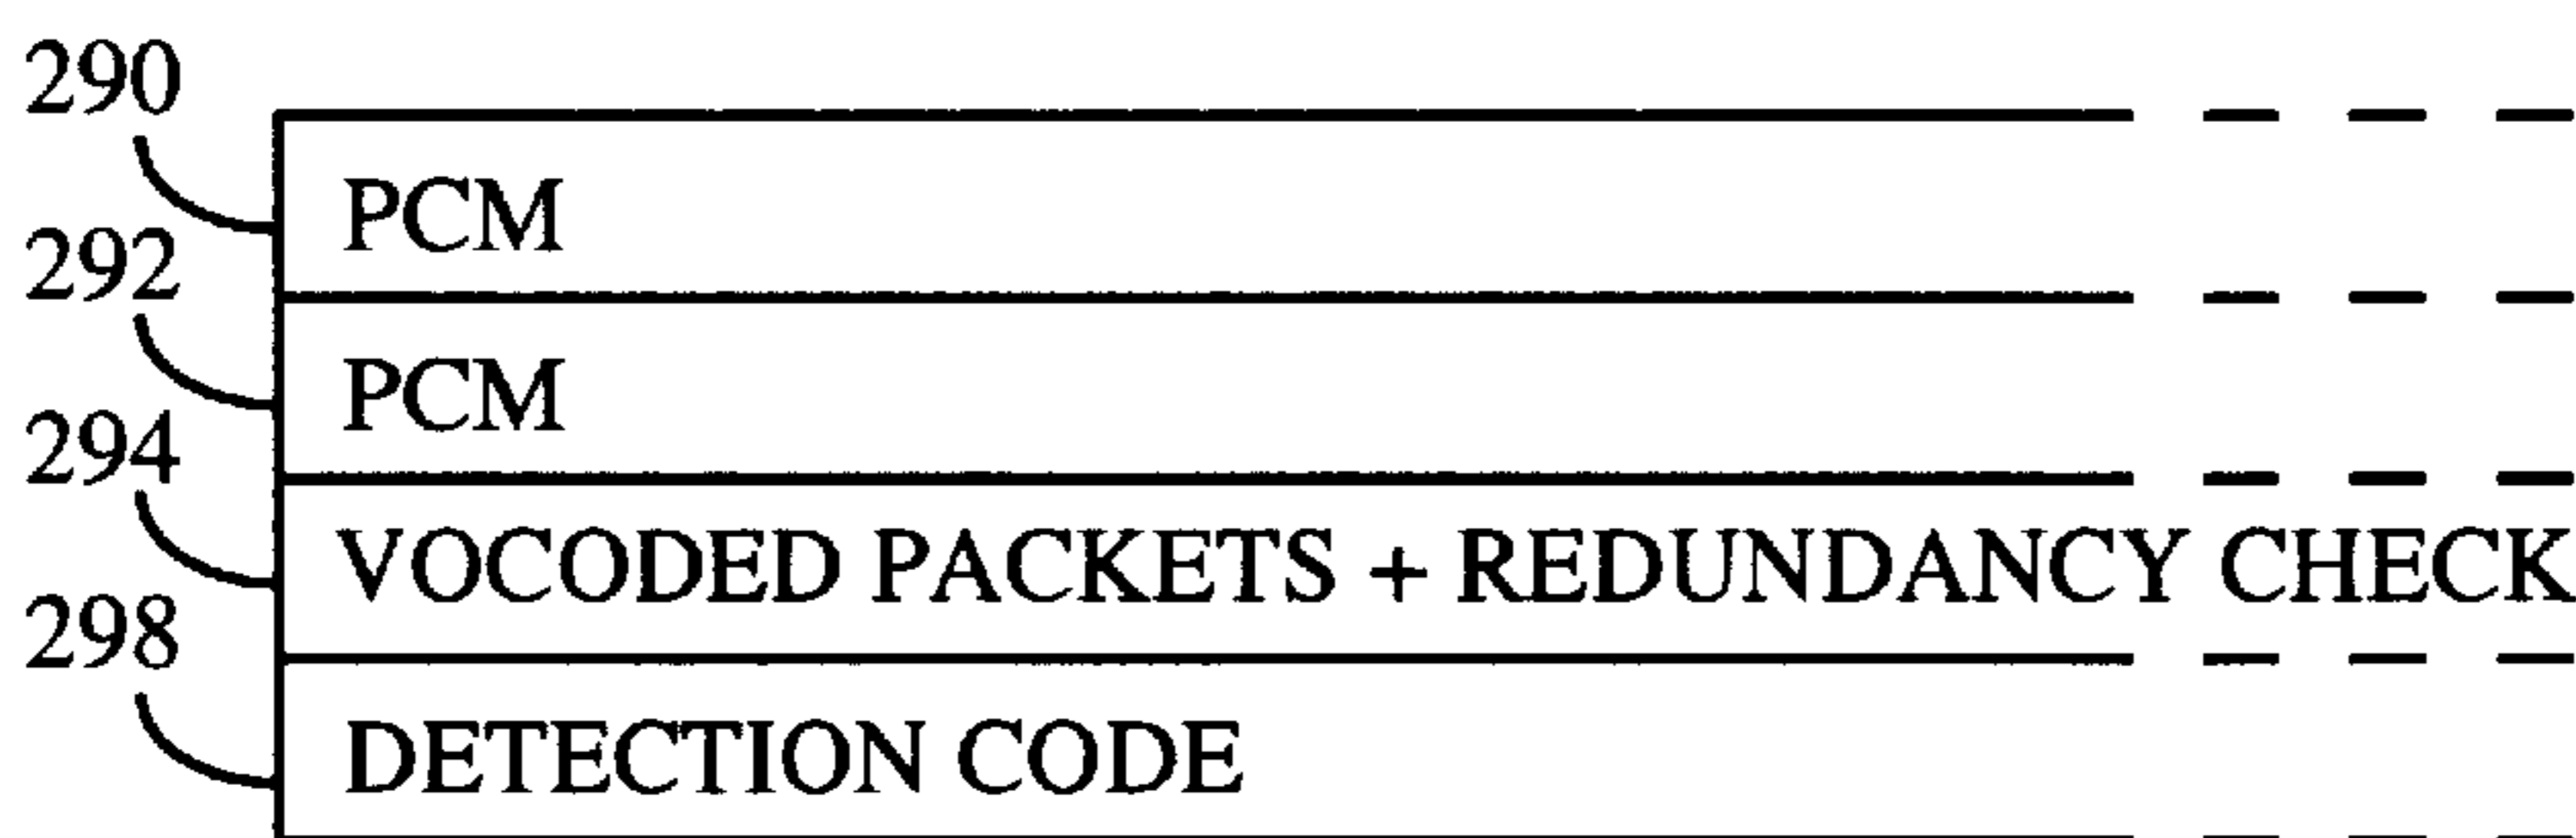 290
PCM
292
PCM
294
VOCODED PACKETS + REDUNDANCY CHECK
298
DETECTION CODE